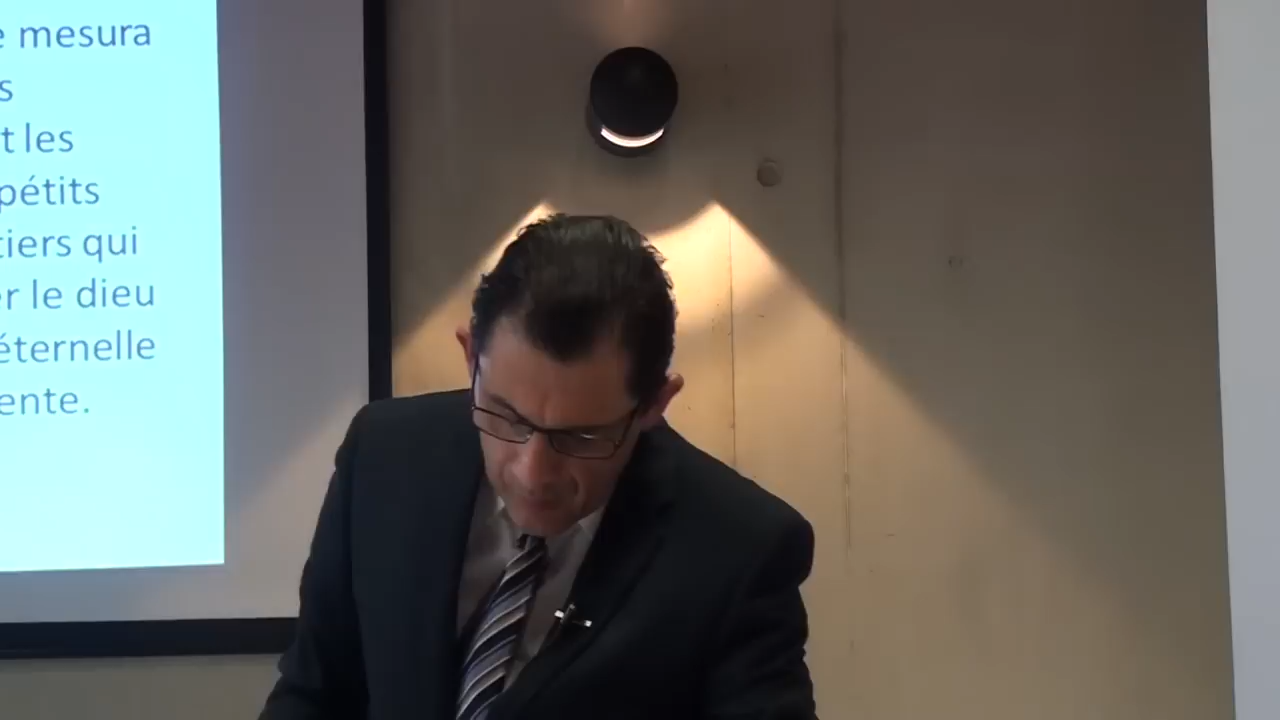 mesura
s
t les
pétits
tiers qui
r le dieu
éternelle
ente.